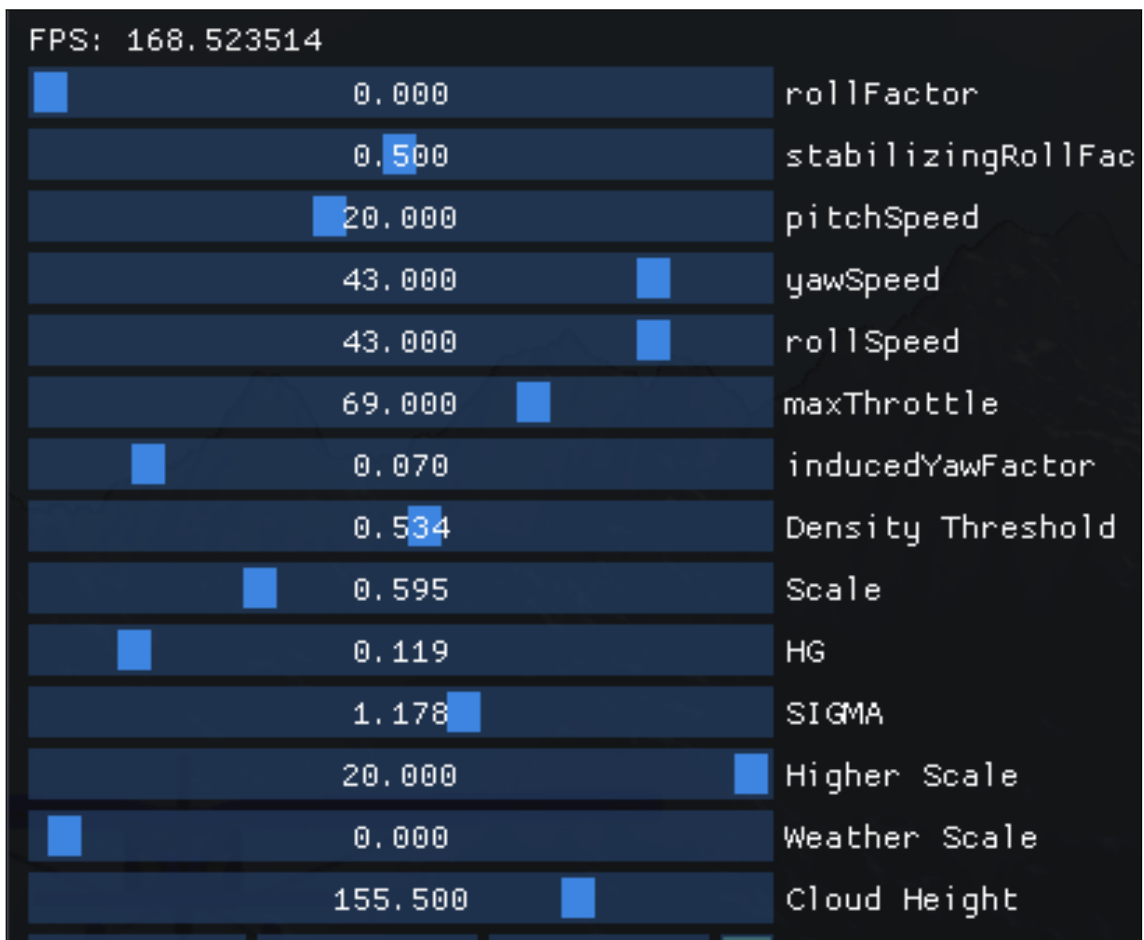 FPS: 168.523514
0.000 rollFactor
0.500 stabilizingRollFac
20.000 pitchSpeed
43.000 yawSpeed
43.000 rollSpeed
69.000 maxThrottle
0.070 inducedYawFactor
0.534 Density Threshold
0.595 Scale
0.119 HG
1.178 SIGMA
20.000 Higher Scale
0.000 Weather Scale
155.500 Cloud Height